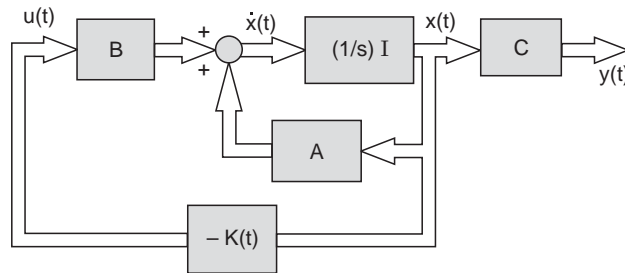 u(t)
B
+
+
ẋ(t)
(1/s) I
x(t)
C
y(t)
A
– K(t)